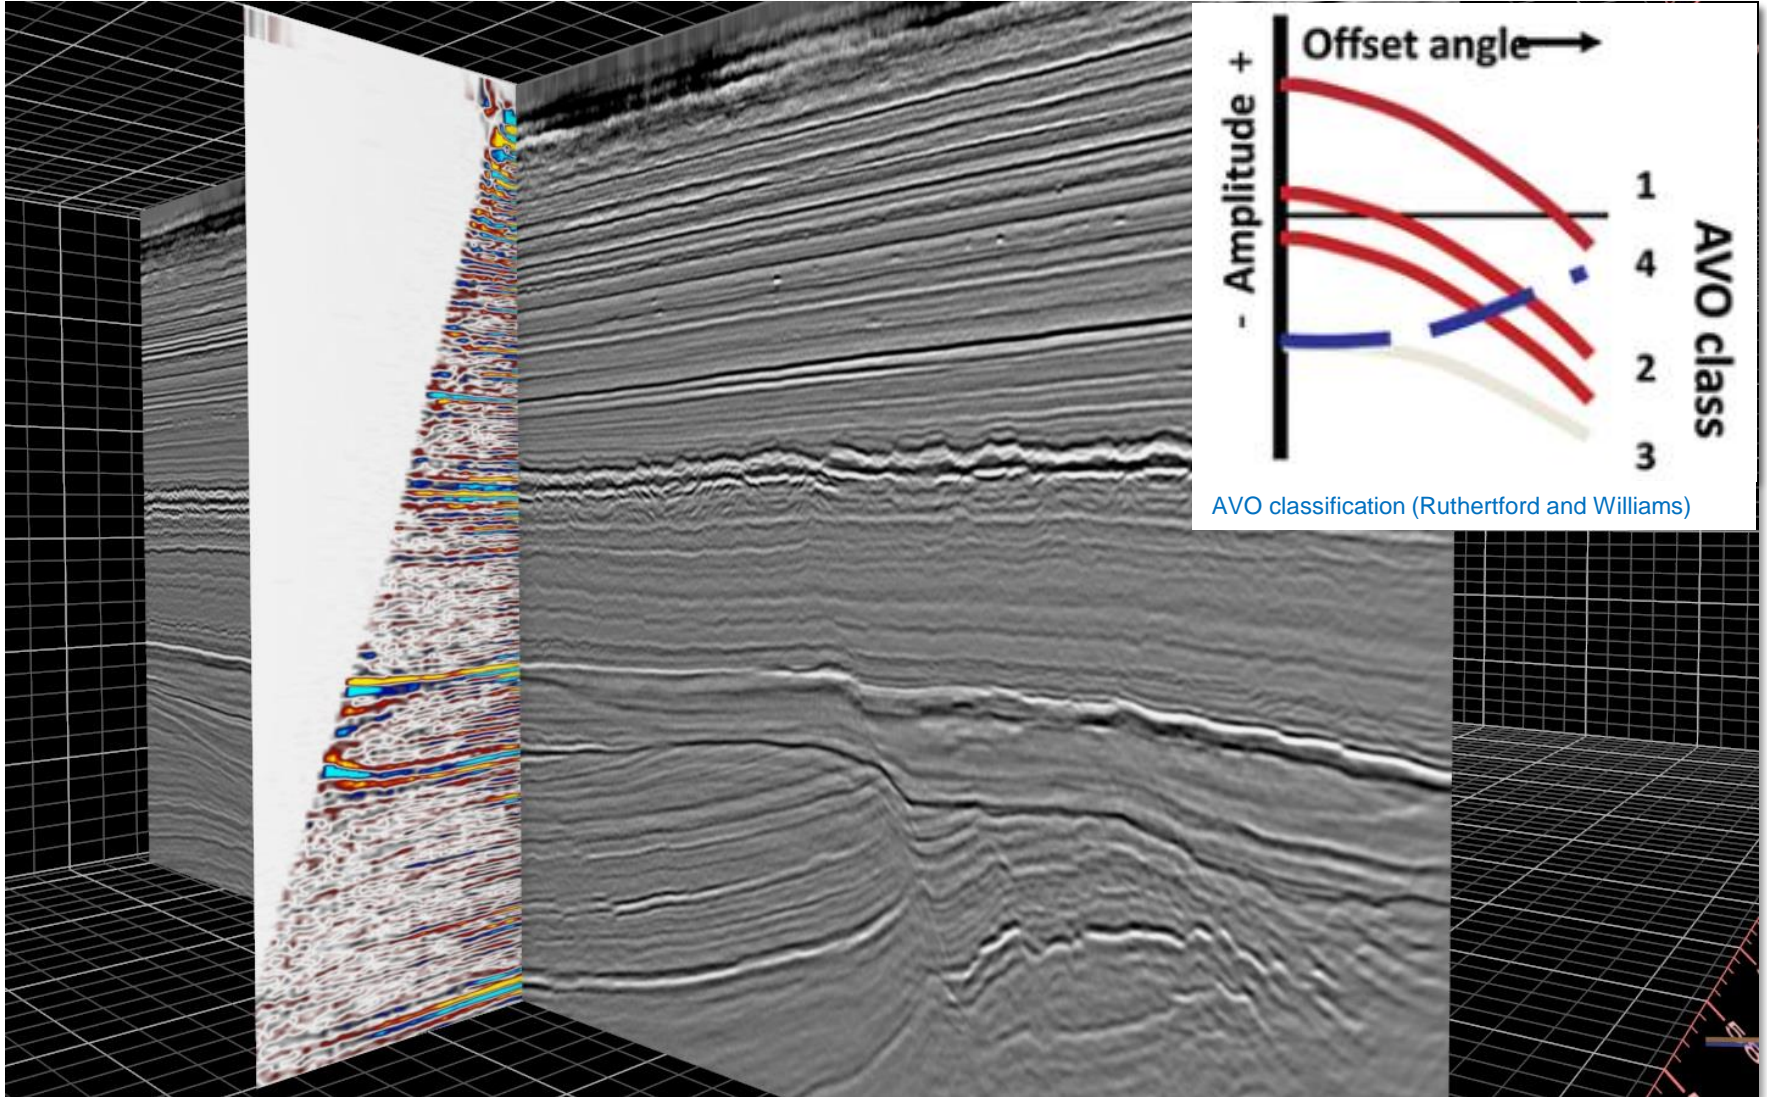 Offset angle
- Amplitude +
1
4
2
3
AVO class
AVO classification (Ruthertford and Williams)